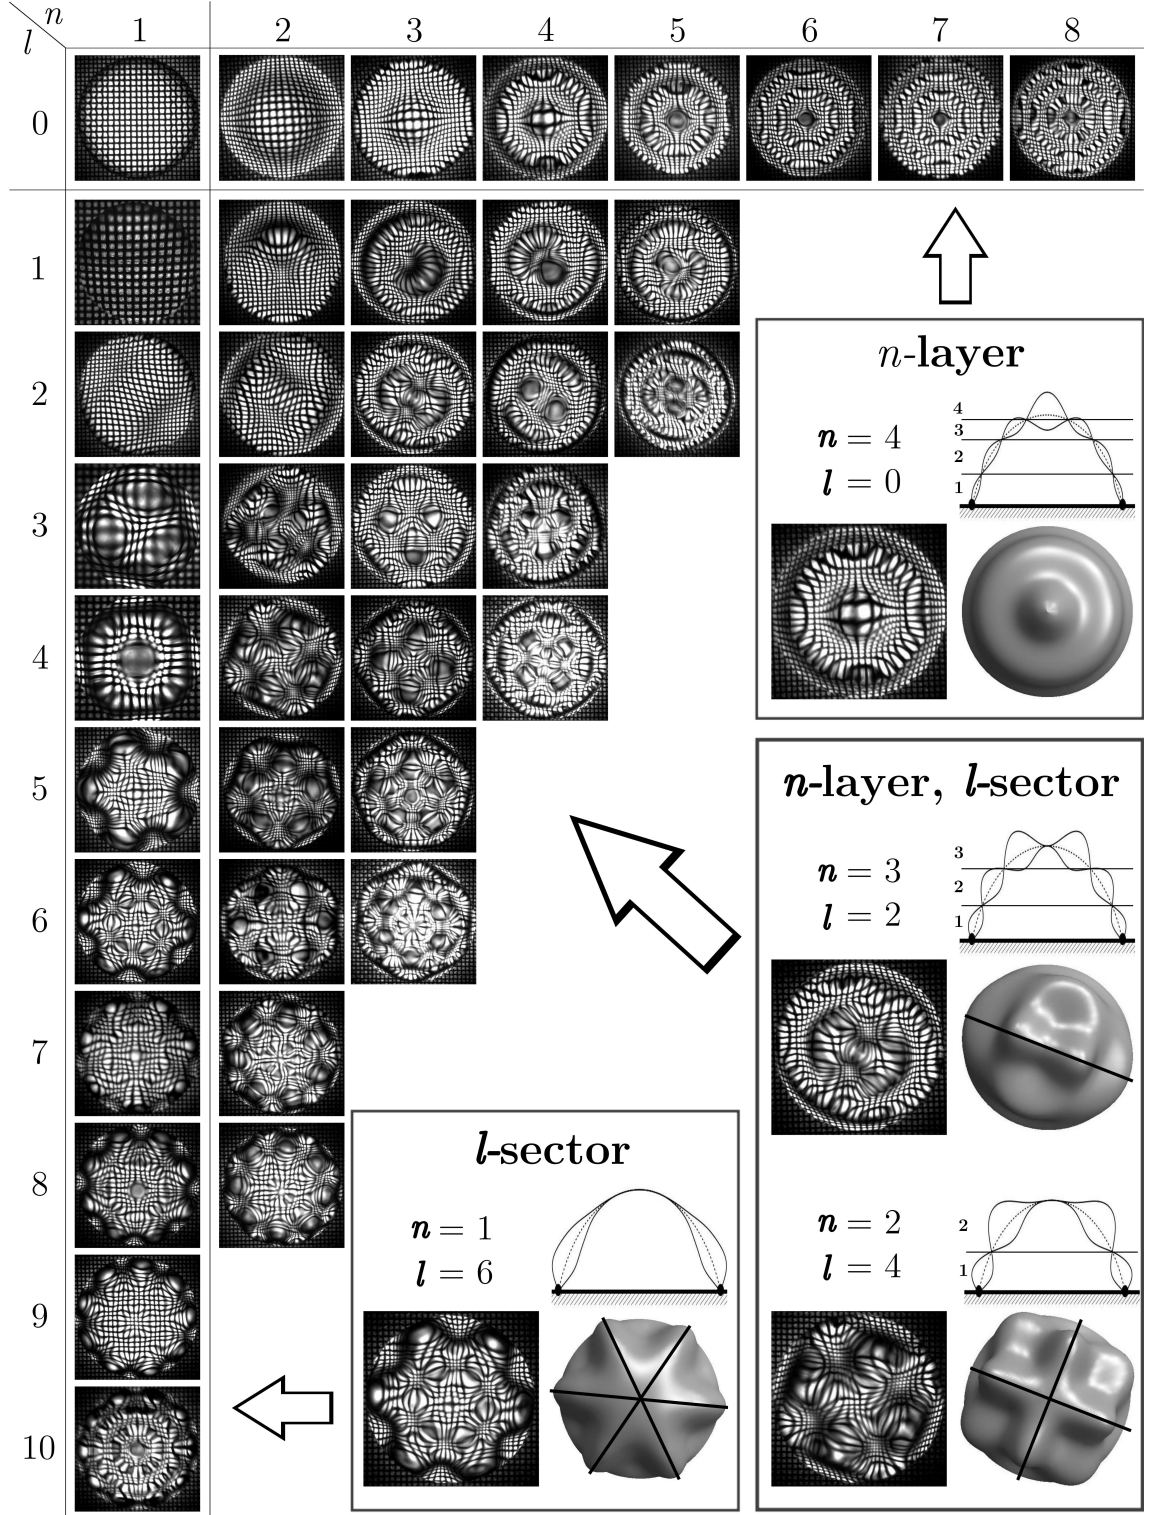 n
l
1 2 3 4 5 6 7 8
0
1
2
3
4
5
6
7
8
9
10
n-layer
n = 4
l = 0
4
3
2
1
n-layer, l-sector
n = 3
l = 2
3
2
1
n = 2
l = 4
2
1
l-sector
n = 1
l = 6